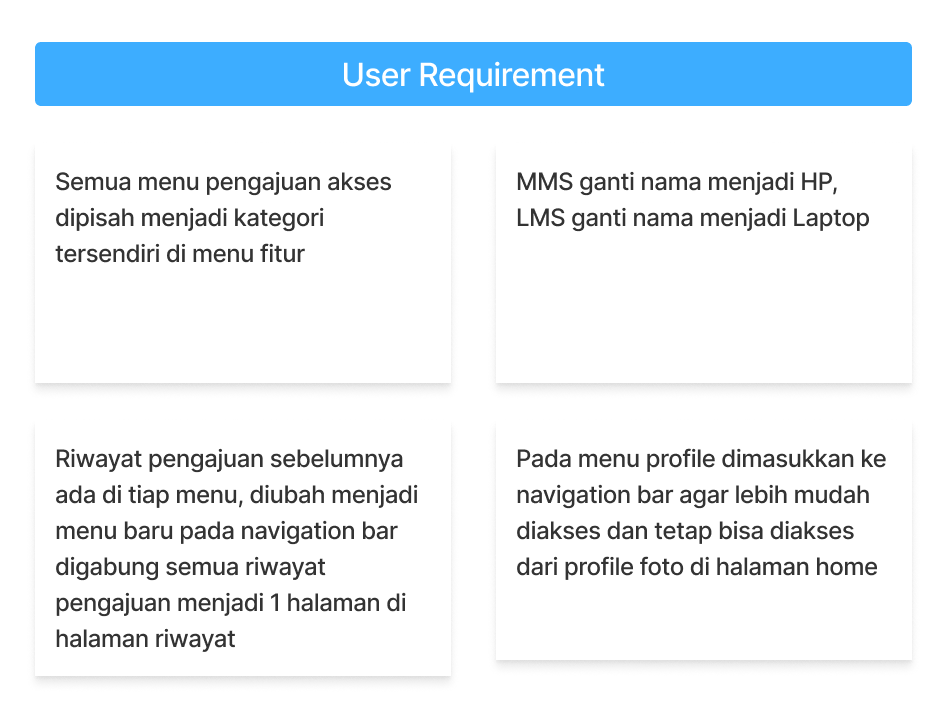 User Requirement
Semua menu pengajuan akses
dipisah menjadi kategori
tersendiri di menu fitur
MMS ganti nama menjadi HP,
LMS ganti nama menjadi Laptop
Riwayat pengajuan sebelumnya
ada di tiap menu, diubah menjadi
menu baru pada navigation bar
digabung semua riwayat
pengajuan menjadi 1 halaman di
halaman riwayat
Pada menu profile dimasukkan ke
navigation bar agar lebih mudah
diakses dan tetap bisa diakses
dari profile foto di halaman home